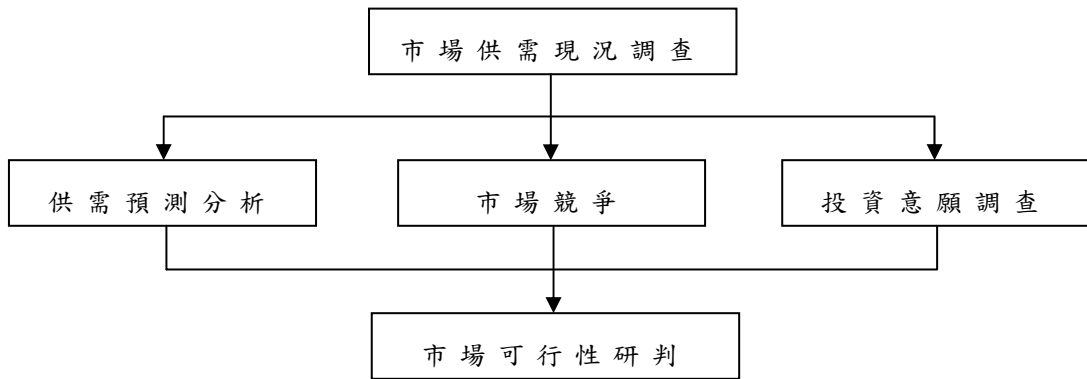 市場供需現況調查
供需預測分析
市場競爭
投資意願調查
市場可行性研判